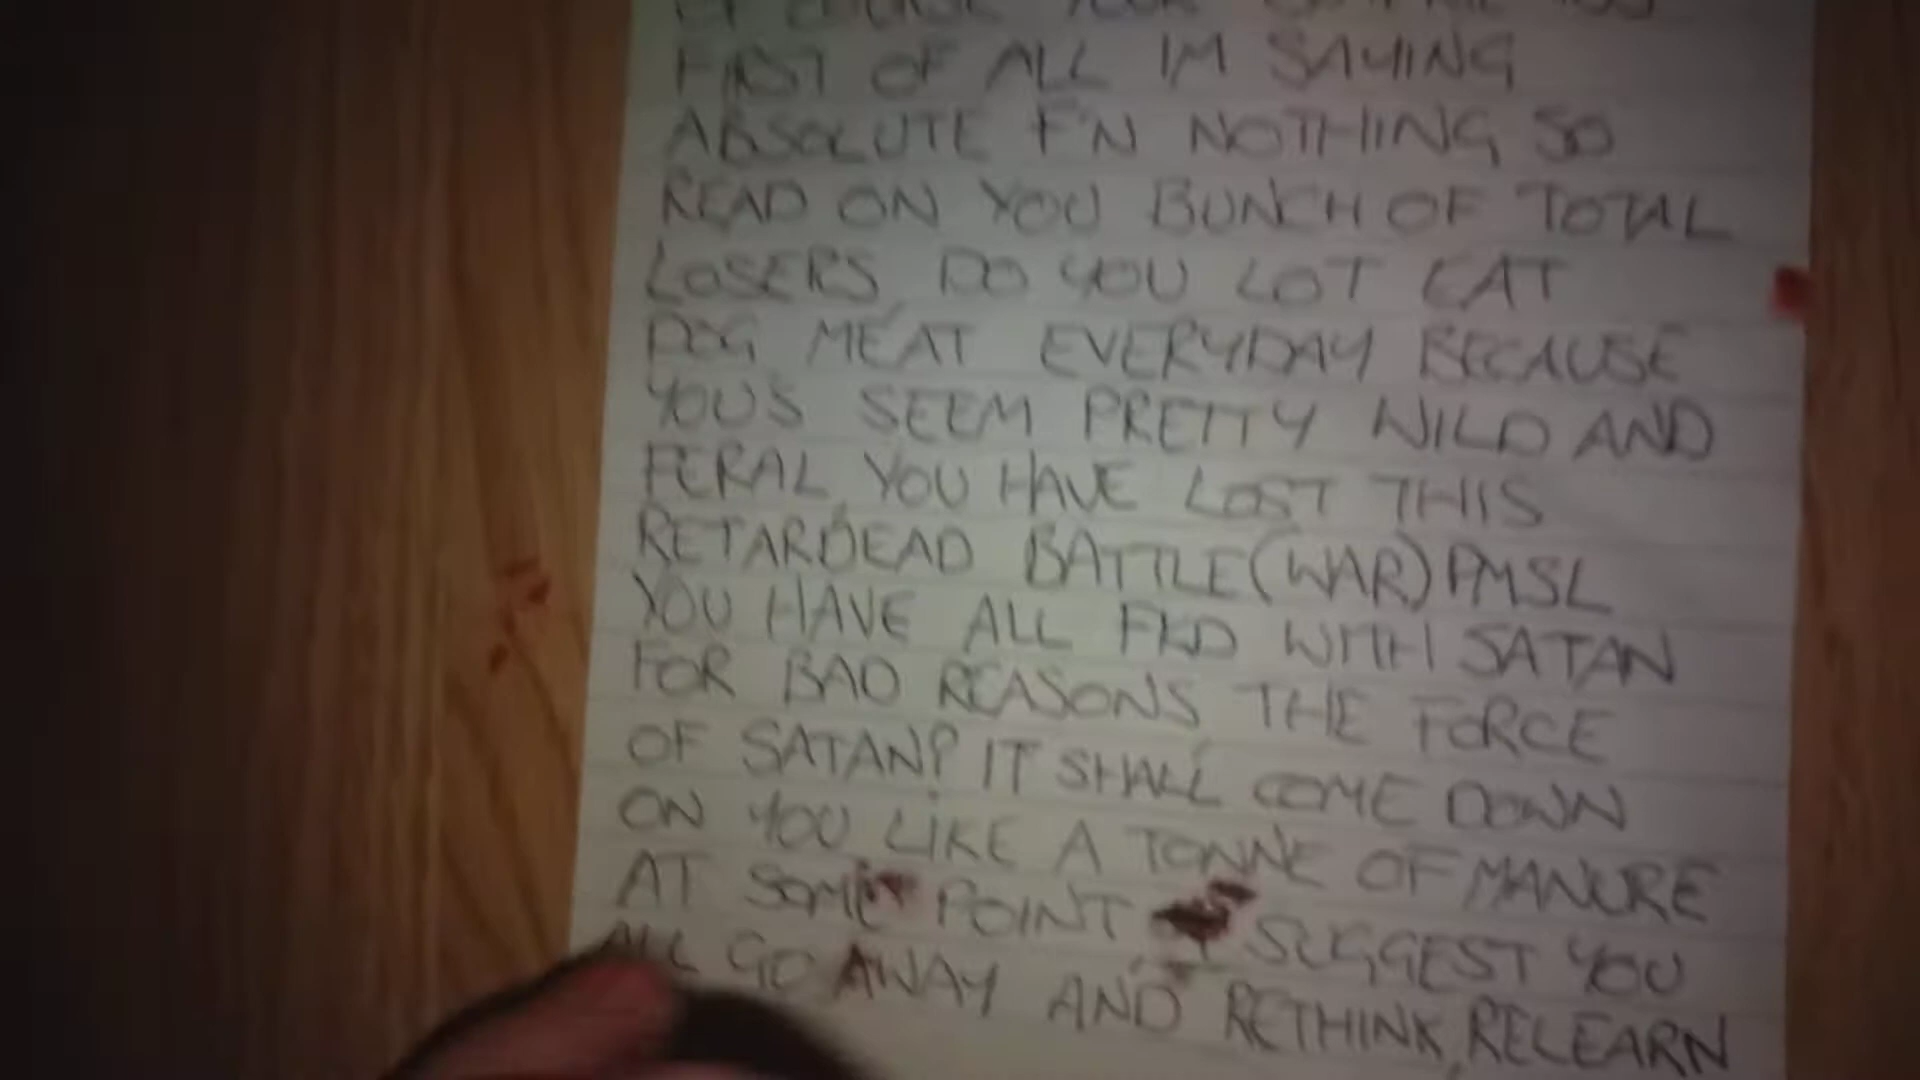 FIRST OF ALL IM SAYING
ABSOLUTE F'N NOTHING SO
READ ON YOU BUNCH OF TOTAL
LOSERS, DO YOU LOT EAT
DOG MEAT EVERYDAY BECAUSE
YOU'S SEEM PRETTY WILD AND
FERAL, YOU HAVE LOST THIS
RETARDEAD BATTLE(WAR) PMSL
YOU HAVE ALL FKD WITH SATAN
FOR BAD REASONS THE FORCE
OF SATAN? IT SHALL COME DOWN
ON YOU LIKE A TONNE OF MANURE
AT SOME POINT, I SUGGEST YOU
ALL GO AWAY AND RETHINK, RELEARN